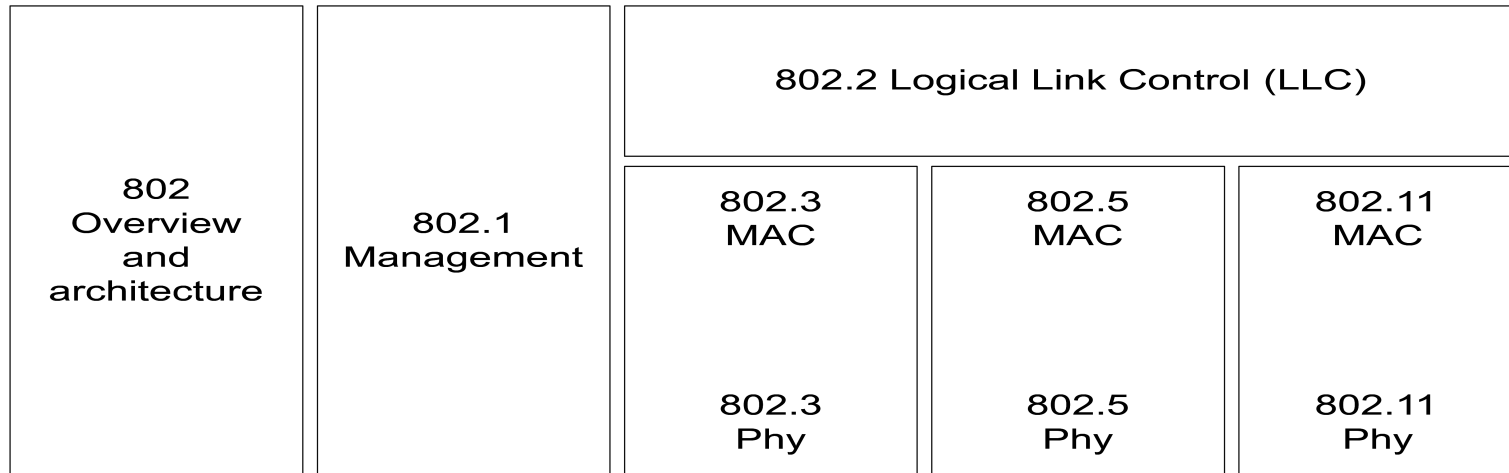 802
Overview
and
architecture
802.1
Management
802.2 Logical Link Control (LLC)
802.3
MAC
802.3
Phy
802.5
MAC
802.5
Phy
802.11
MAC
802.11
Phy